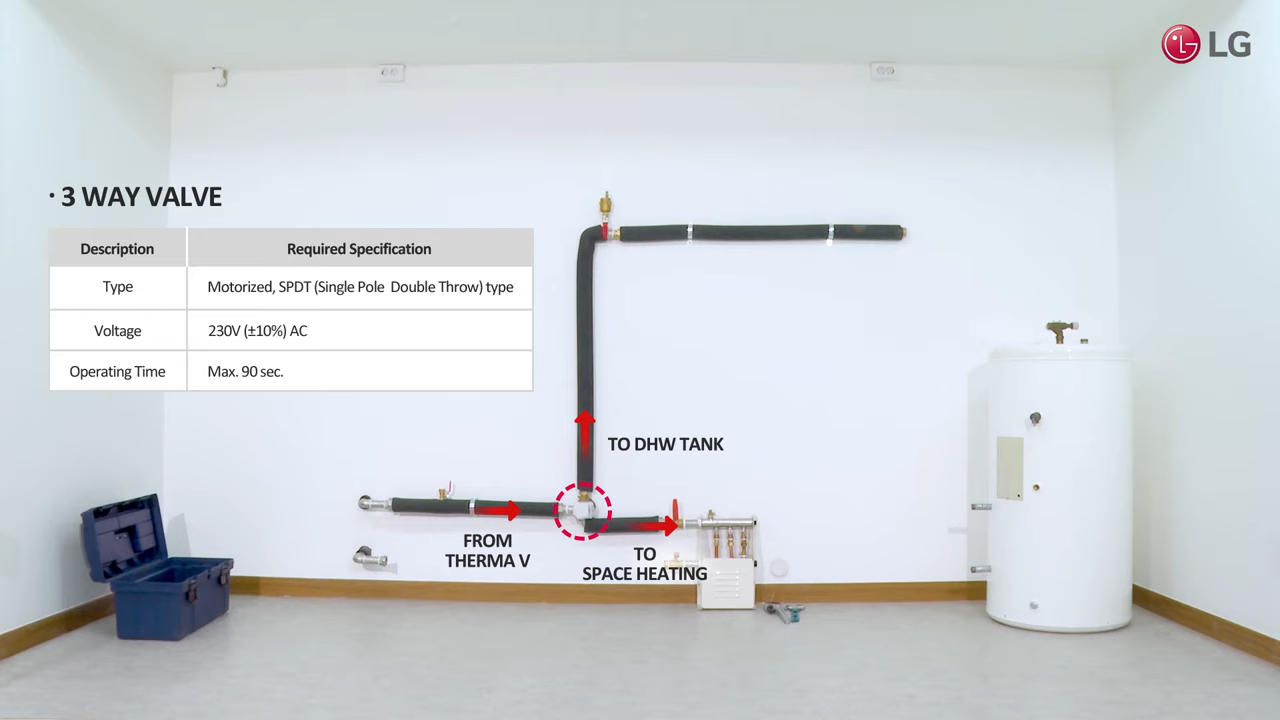 LG
· 3 WAY VALVE
Description Required Specification
Type Motorized, SPDT (Single Pole Double Throw) type
Voltage 230V (±10%) AC
Operating Time Max. 90 sec.
TO DHW TANK
FROM
THERMA V
TO
SPACE HEATING